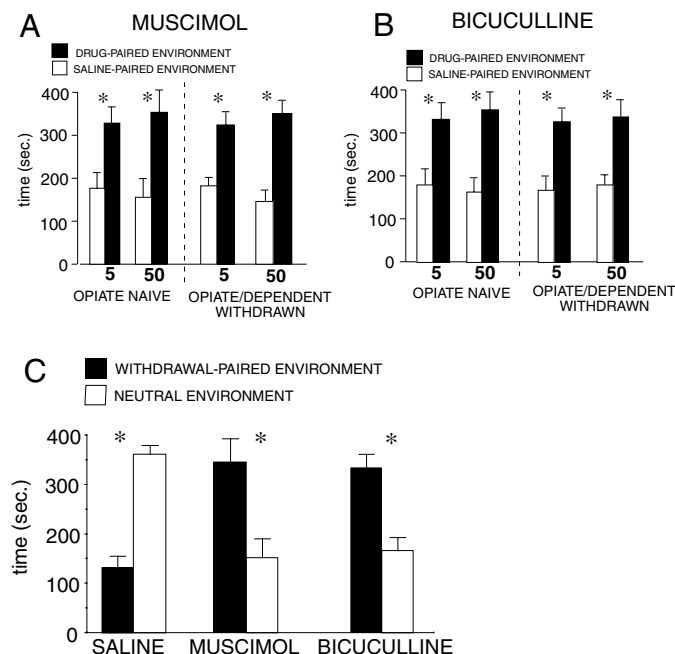 A
MUSCIMOL
DRUG-PAIRED ENVIRONMENT
SALINE-PAIRED ENVIRONMENT
time (sec.)
400
300
200
100
0
* * * *
5 50 5 50
OPIATE NAIVE
OPIATE/DEPENDENT
WITHDRAWN
B
BICUCULLINE
DRUG-PAIRED ENVIRONMENT
SALINE-PAIRED ENVIRONMENT
time (sec.)
400
300
200
100
0
* * * *
5 50 5 50
OPIATE NAIVE
OPIATE/DEPENDENT
WITHDRAWN
C
WITHDRAWAL-PAIRED ENVIRONMENT
NEUTRAL ENVIRONMENT
time (sec.)
400
300
200
100
0
* * *
SALINE MUSCIMOL BICUCULLINE